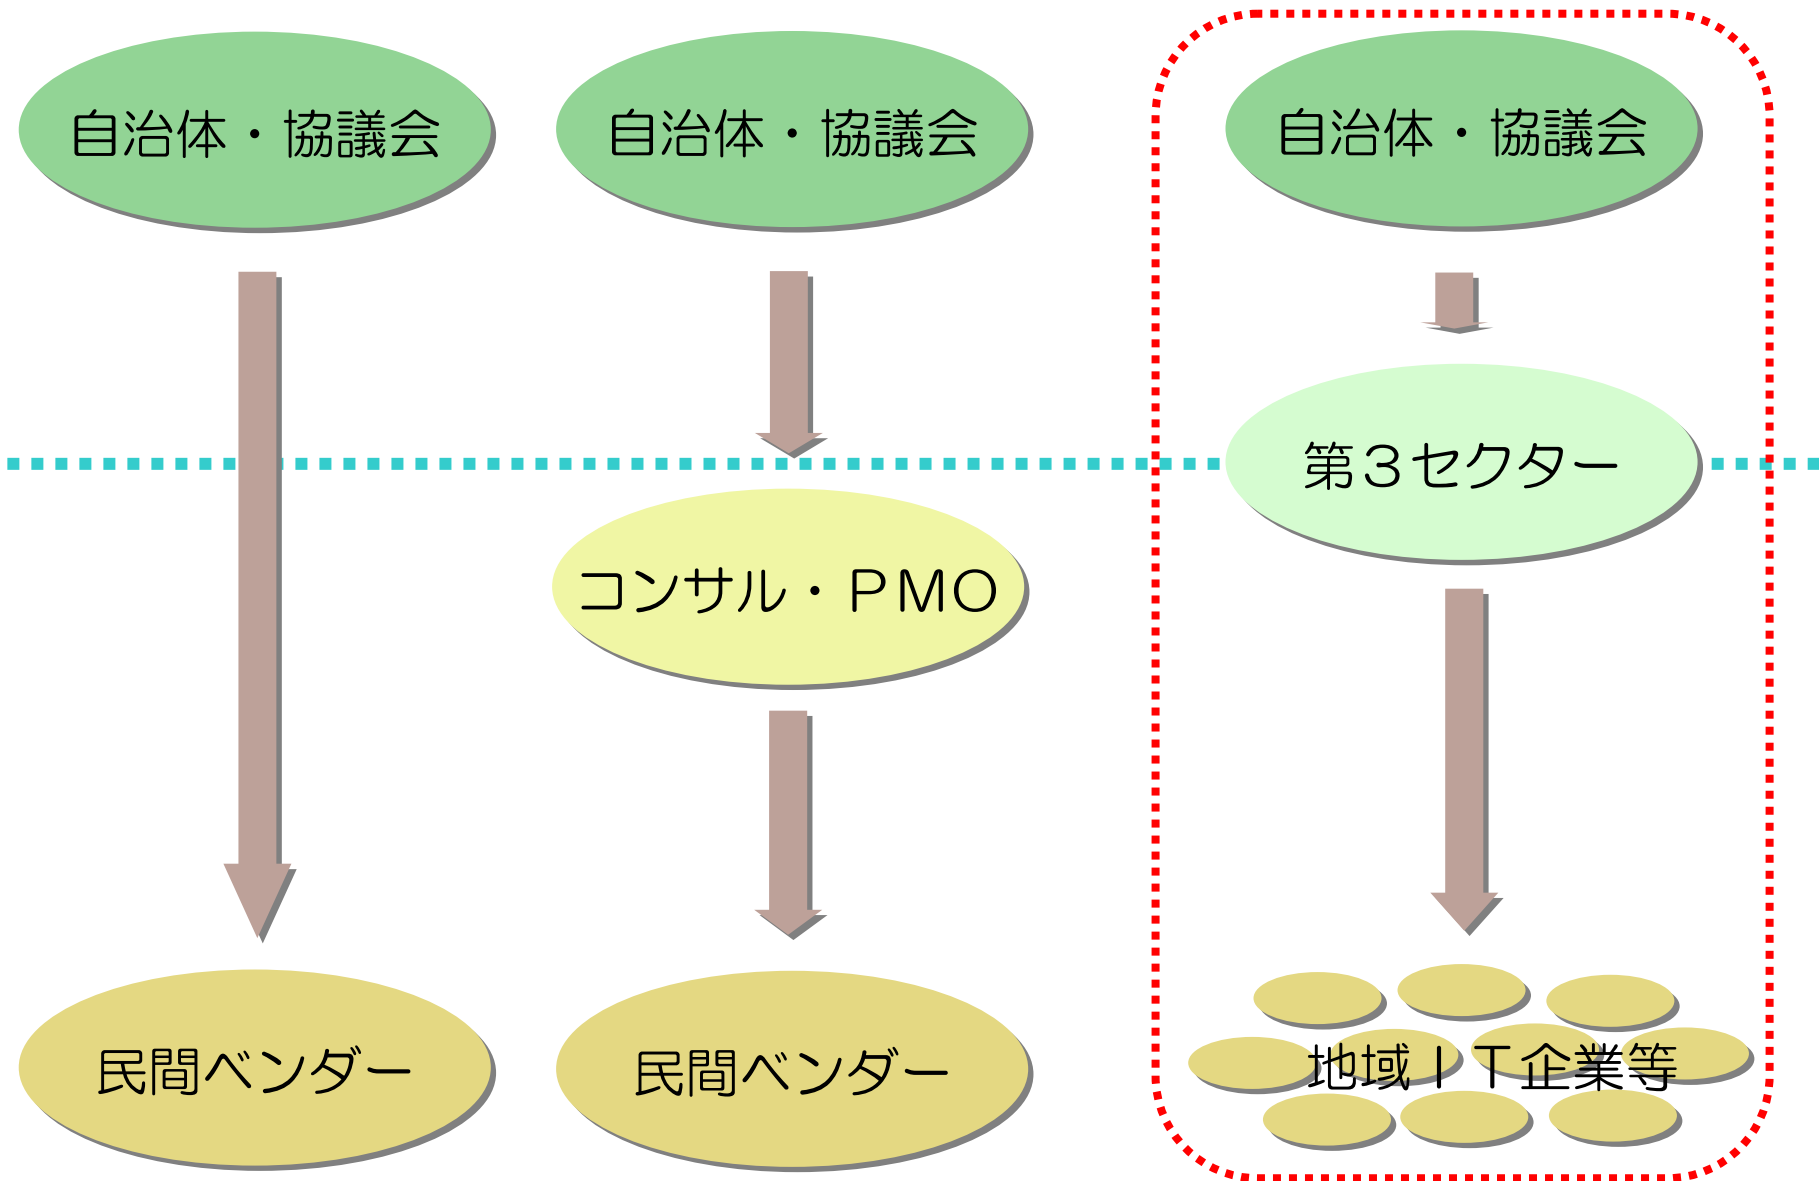 自治体・協議会
自治体・協議会
自治体・協議会
第３セクター
コンサル・ＰＭＯ
民間ベンダー
民間ベンダー
地域ＩＴ企業等